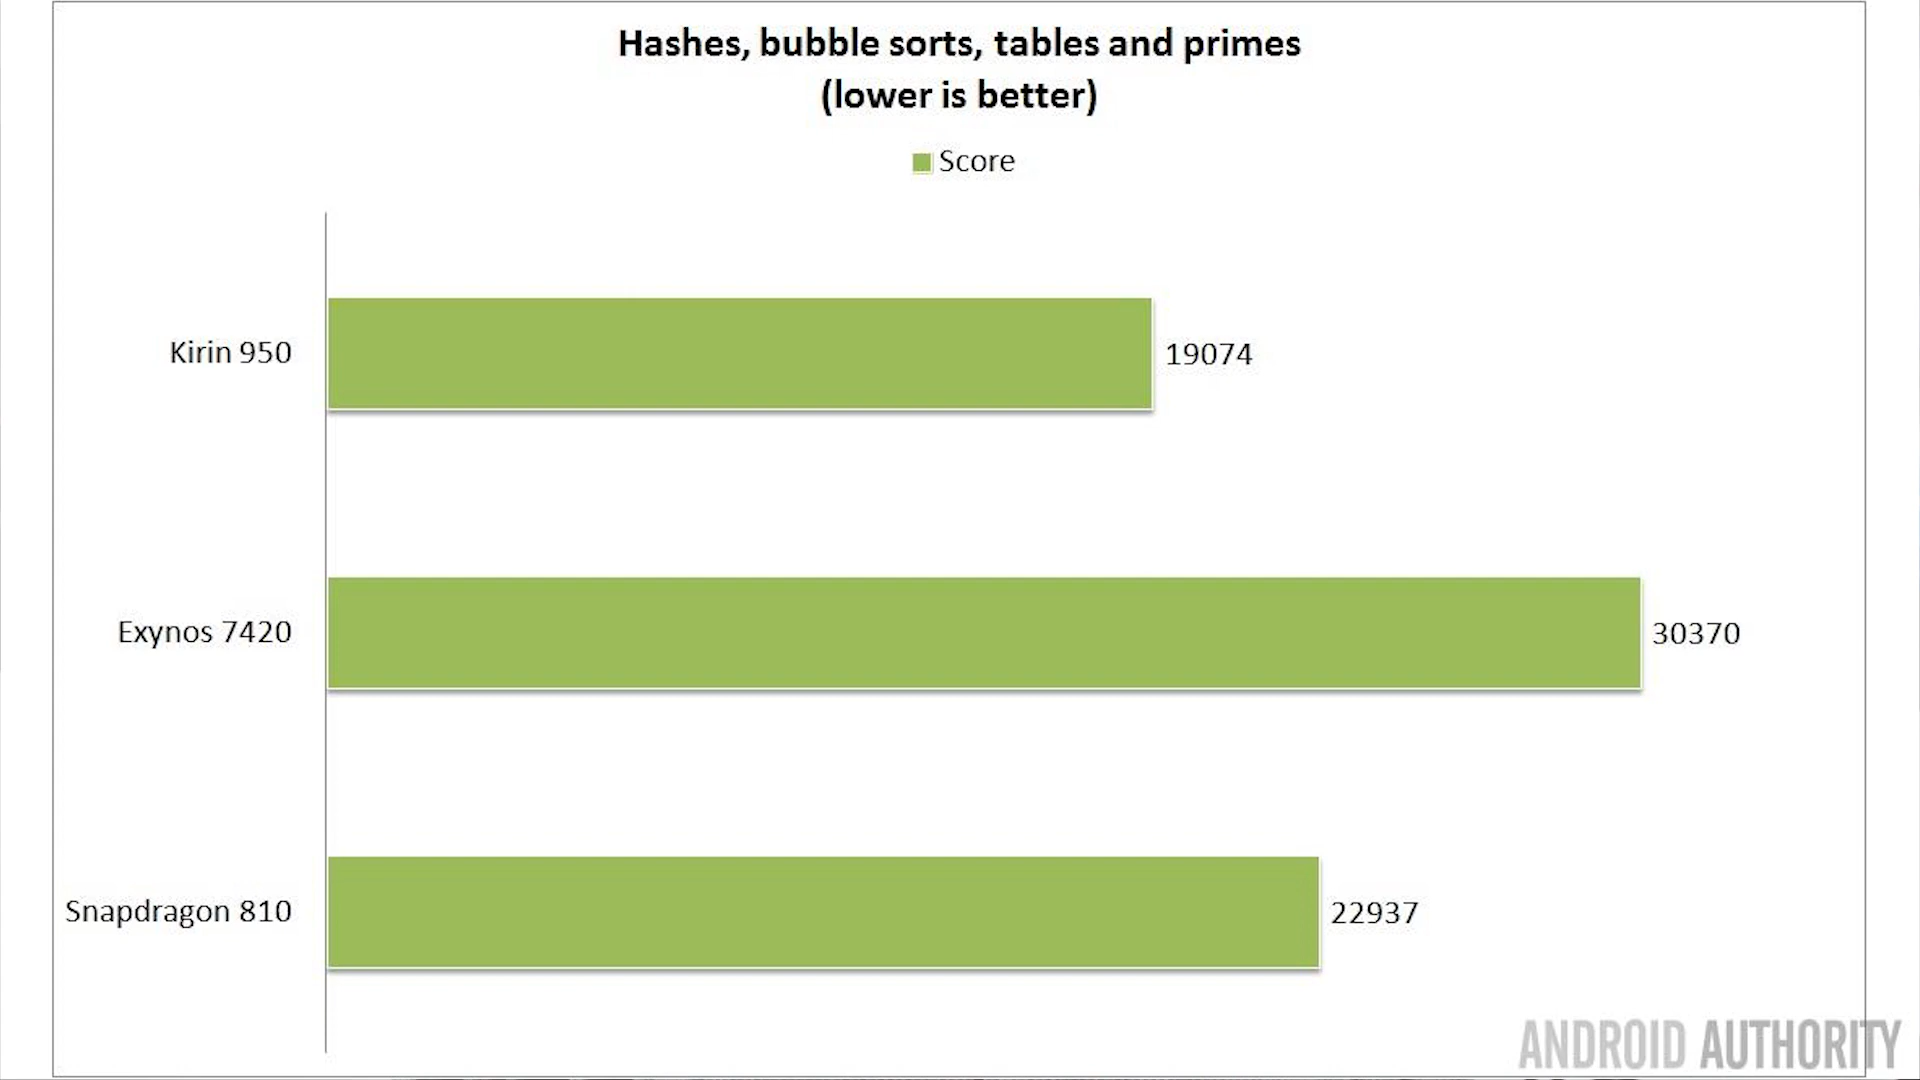 Hashes, bubble sorts, tables and primes
(lower is better)
Score
Kirin 950
19074
Exynos 7420
30370
Snapdragon 810
22937
ANDROID AUTHORITY